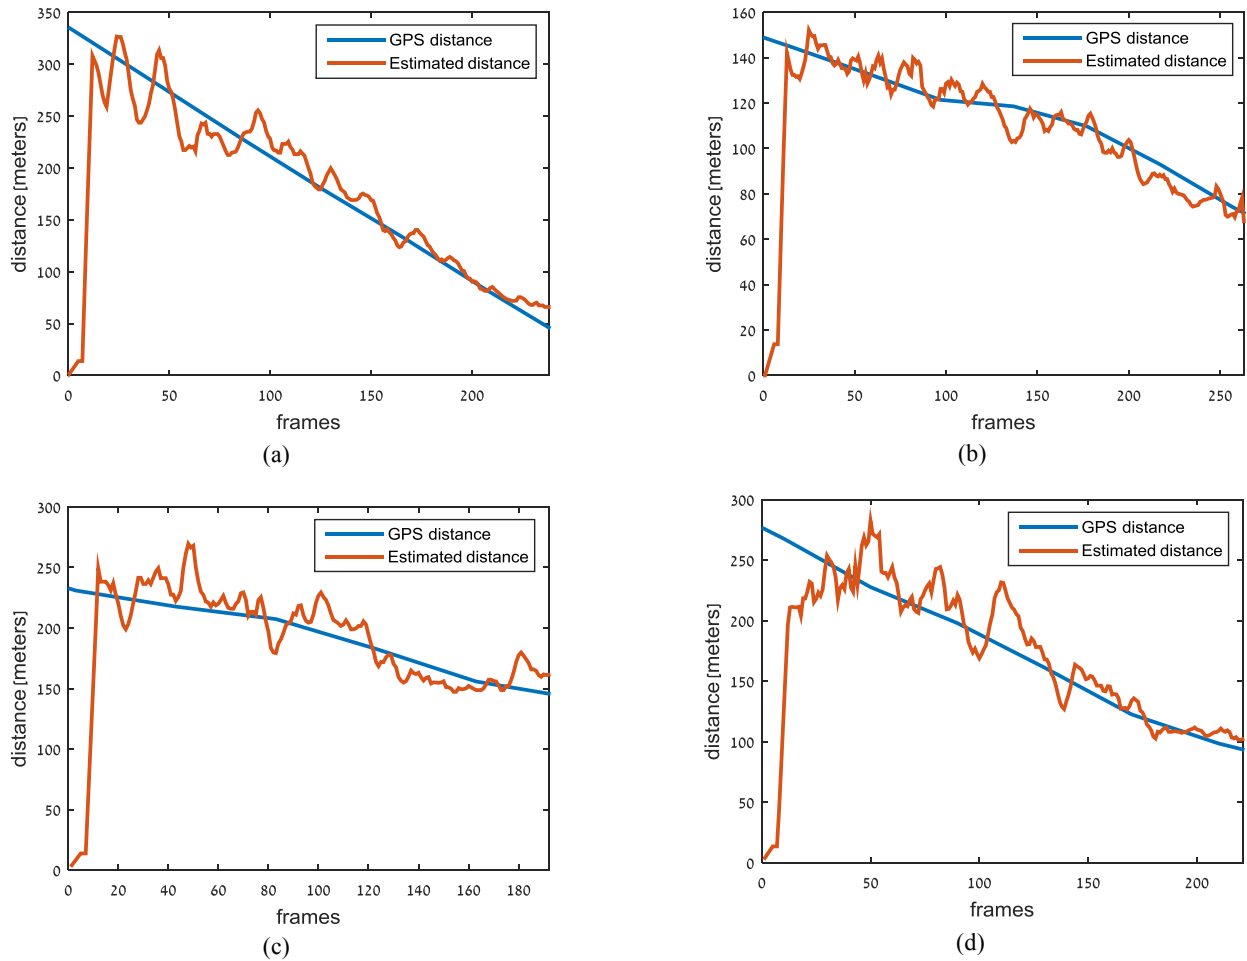 350
300
250
200
150
100
50
0
distance [meters]
GPS distance
Estimated distance
0 50 100 150 200
frames
(a)
160
140
120
100
80
60
40
20
0
distance [meters]
GPS distance
Estimated distance
0 50 100 150 200 250
frames
(b)
300
250
200
150
100
50
0
distance [meters]
GPS distance
Estimated distance
0 20 40 60 80 100 120 140 160 180
frames
(c)
300
250
200
150
100
50
0
distance [meters]
GPS distance
Estimated distance
0 50 100 150 200
frames
(d)